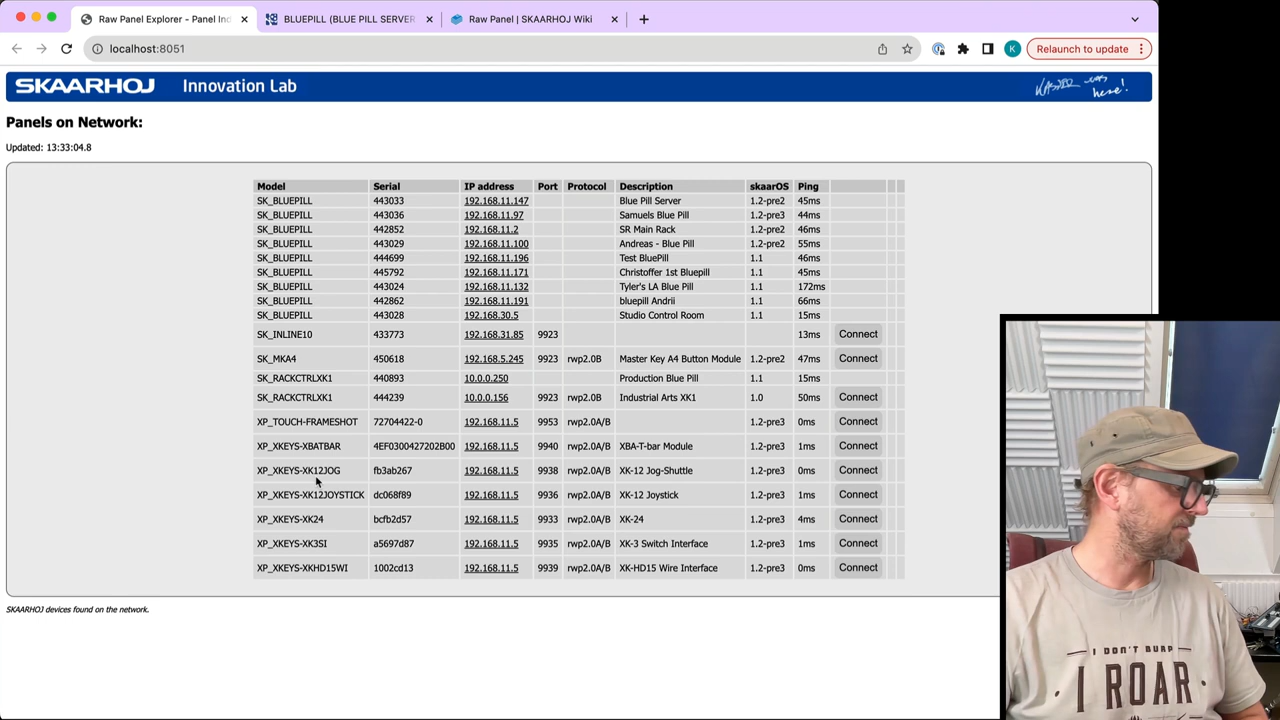 Raw Panel Explorer - Panel Ind
BLUEPILL (BLUE PILL SERVER
Raw Panel | SKAARHOJ Wiki
localhost:8051
K
Relaunch to update
SKAARHOJ Innovation Lab
KASPER was here!
Panels on Network:
Updated: 13:33:04.8
Model Serial IP address Port Protocol Description skaarOS Ping
SK_BLUEPILL 443033 192.168.11.147 Blue Pill Server 1.2-pre2 45ms
SK_BLUEPILL 443036 192.168.11.97 Samuels Blue Pill 1.2-pre3 44ms
SK_BLUEPILL 442852 192.168.11.2 SR Main Rack 1.2-pre2 46ms
SK_BLUEPILL 443029 192.168.11.100 Andreas - Blue Pill 1.2-pre2 55ms
SK_BLUEPILL 444699 192.168.11.196 Test BluePill 1.1 46ms
SK_BLUEPILL 445792 192.168.11.171 Christoffer 1st Bluepill 1.1 45ms
SK_BLUEPILL 443024 192.168.11.132 Tyler's LA Blue Pill 1.1 172ms
SK_BLUEPILL 442862 192.168.11.191 bluepill Andrii 1.1 66ms
SK_BLUEPILL 443028 192.168.30.5 Studio Control Room 1.1 15ms
SK_INLINE10 433773 192.168.31.85 9923 13ms Connect
SK_MKA4 450618 192.168.5.245 9923 rwp2.0B Master Key A4 Button Module 1.2-pre2 47ms Connect
SK_RACKCTRLXK1 440893 10.0.0.250 Production Blue Pill 1.1 15ms
SK_RACKCTRLXK1 444239 10.0.0.156 9923 rwp2.0B Industrial Arts XK1 1.0 50ms Connect
XP_TOUCH-FRAMESHOT 72704422-0 192.168.11.5 9953 rwp2.0A/B 1.2-pre3 0ms Connect
XP_XKEYS-XBATBAR 4EF0300427202B00 192.168.11.5 9940 rwp2.0A/B XBA-T-bar Module 1.2-pre3 1ms Connect
XP_XKEYS-XK12JOG fb3ab267 192.168.11.5 9938 rwp2.0A/B XK-12 Jog-Shuttle 1.2-pre3 0ms Connect
XP_XKEYS-XK12JOYSTICK dc068f89 192.168.11.5 9936 rwp2.0A/B XK-12 Joystick 1.2-pre3 1ms Connect
XP_XKEYS-XK24 bcfb2d57 192.168.11.5 9933 rwp2.0A/B XK-24 1.2-pre3 4ms Connect
XP_XKEYS-XK3SI a5697d87 192.168.11.5 9935 rwp2.0A/B XK-3 Switch Interface 1.2-pre3 1ms Connect
XP_XKEYS-XKHD15WI 1002cd13 192.168.11.5 9939 rwp2.0A/B XK-HD15 Wire Interface 1.2-pre3 0ms Connect
SKAARHOJ devices found on the network.
I DON'T BURP
I ROAR